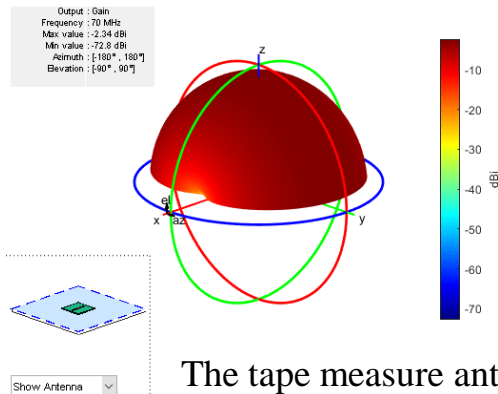 Output : Gain
Frequency : 70 MHz
Max value : -2.34 dBi
Min value : -72.8 dBi
Azimuth : [-180° , 180°]
Elevation : [-90° , 90°]
z
-10
-20
-30
-40
-50
-60
-70
dBi
el
x az
y
Show Antenna
The tape measure ant